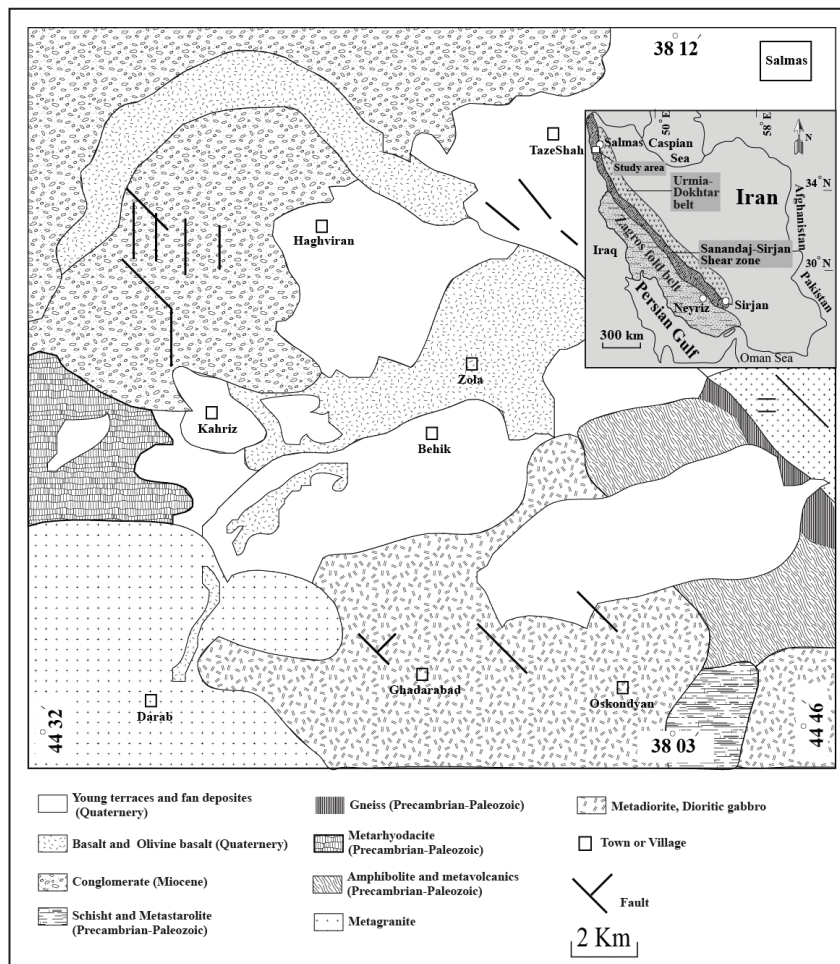 38 12′
Salmas
TazeShah
Haghviran
Zola
Kahriz
Behik
Ghadarabad
Oskondyan
Darab
44 32′
38 03′
44 46′
50°
58°
Salmas
Caspian
Sea
N
Study area
34°N
Urmia-
Dokhtar
belt
Iran
Afghanistan
Iraq
Zagros fold belt
Sanandaj-Sirjan
Shear zone
30°N
Pakistan
Neyriz
Sirjan
Persian Gulf
300 km
Oman Sea
Young terraces and fan deposites
(Quaternery)
Basalt and Olivine basalt (Quaternery)
Conglomerate (Miocene)
Schisht and Metastarolite
(Precambrian-Paleozoic)
Gneiss (Precambrian-Paleozoic)
Metarhyodacite
(Precambrian-Paleozoic)
Amphibolite and metavolcanics
(Precambrian-Paleozoic)
Metagranite
Metadiorite, Dioritic gabbro
Town or Village
Fault
2 Km